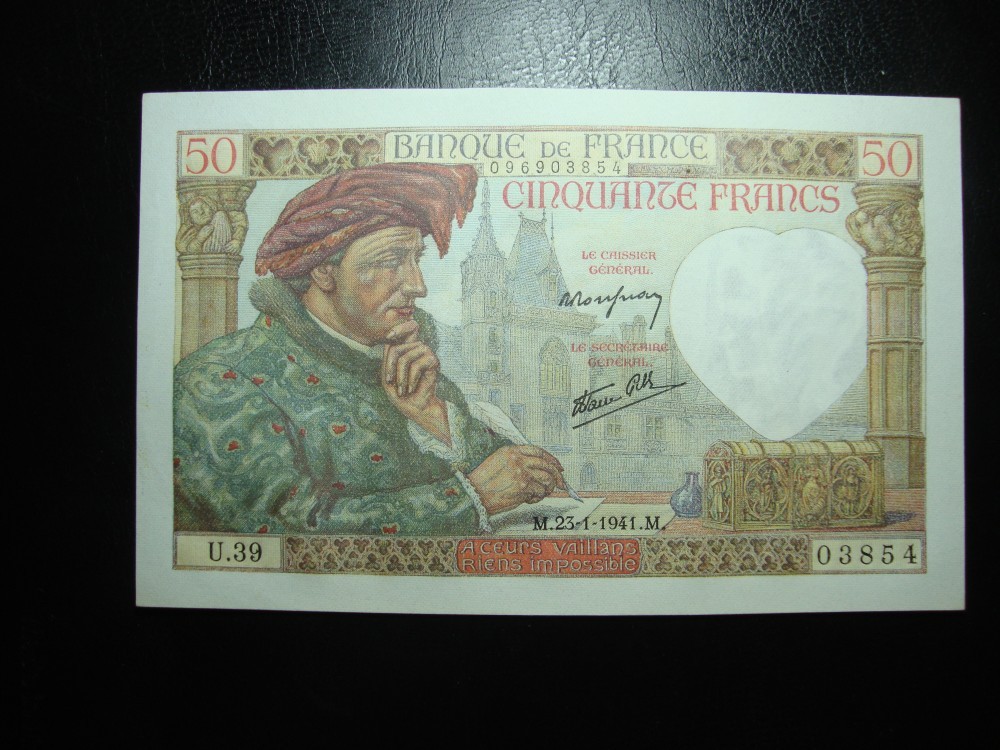 50 BANQUE DE FRANCE 50
096903854
CINQUANTE FRANCS
LE CAISSIER
GÉNÉRAL.
LE SECRÉTAIRE
GÉNÉRAL.
M.23-1-1941.M.
U.39
A CEURS VAILLANS
RIENS IMPOSSIBLE
03854